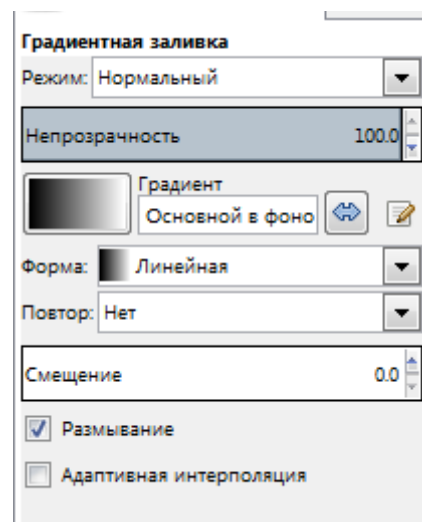 Градиентная заливка
Режим: Нормальный
Непрозрачность 100.0
Градиент
Основной в фоно
Форма: Линейная
Повтор: Нет
Смещение 0.0
Размывание
Адаптивная интерполяция